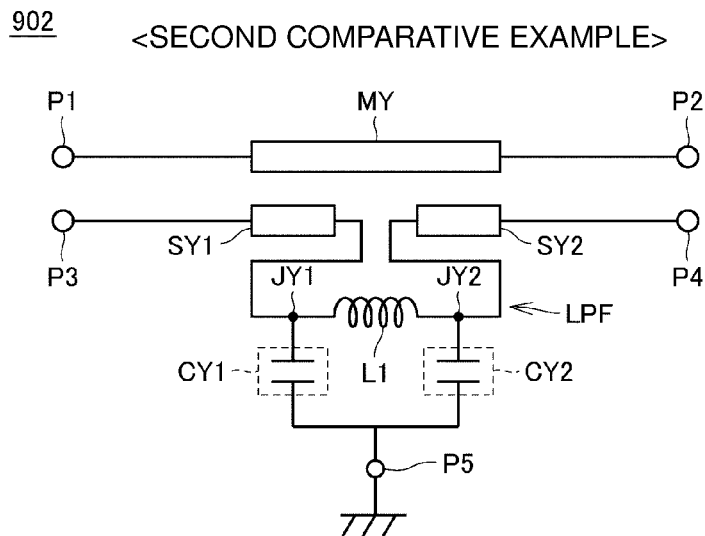 902
<SECOND COMPARATIVE EXAMPLE>
P1
MY
P2
SY1
SY2
P3
JY1
JY2
P4
LPF
CY1
L1
CY2
P5